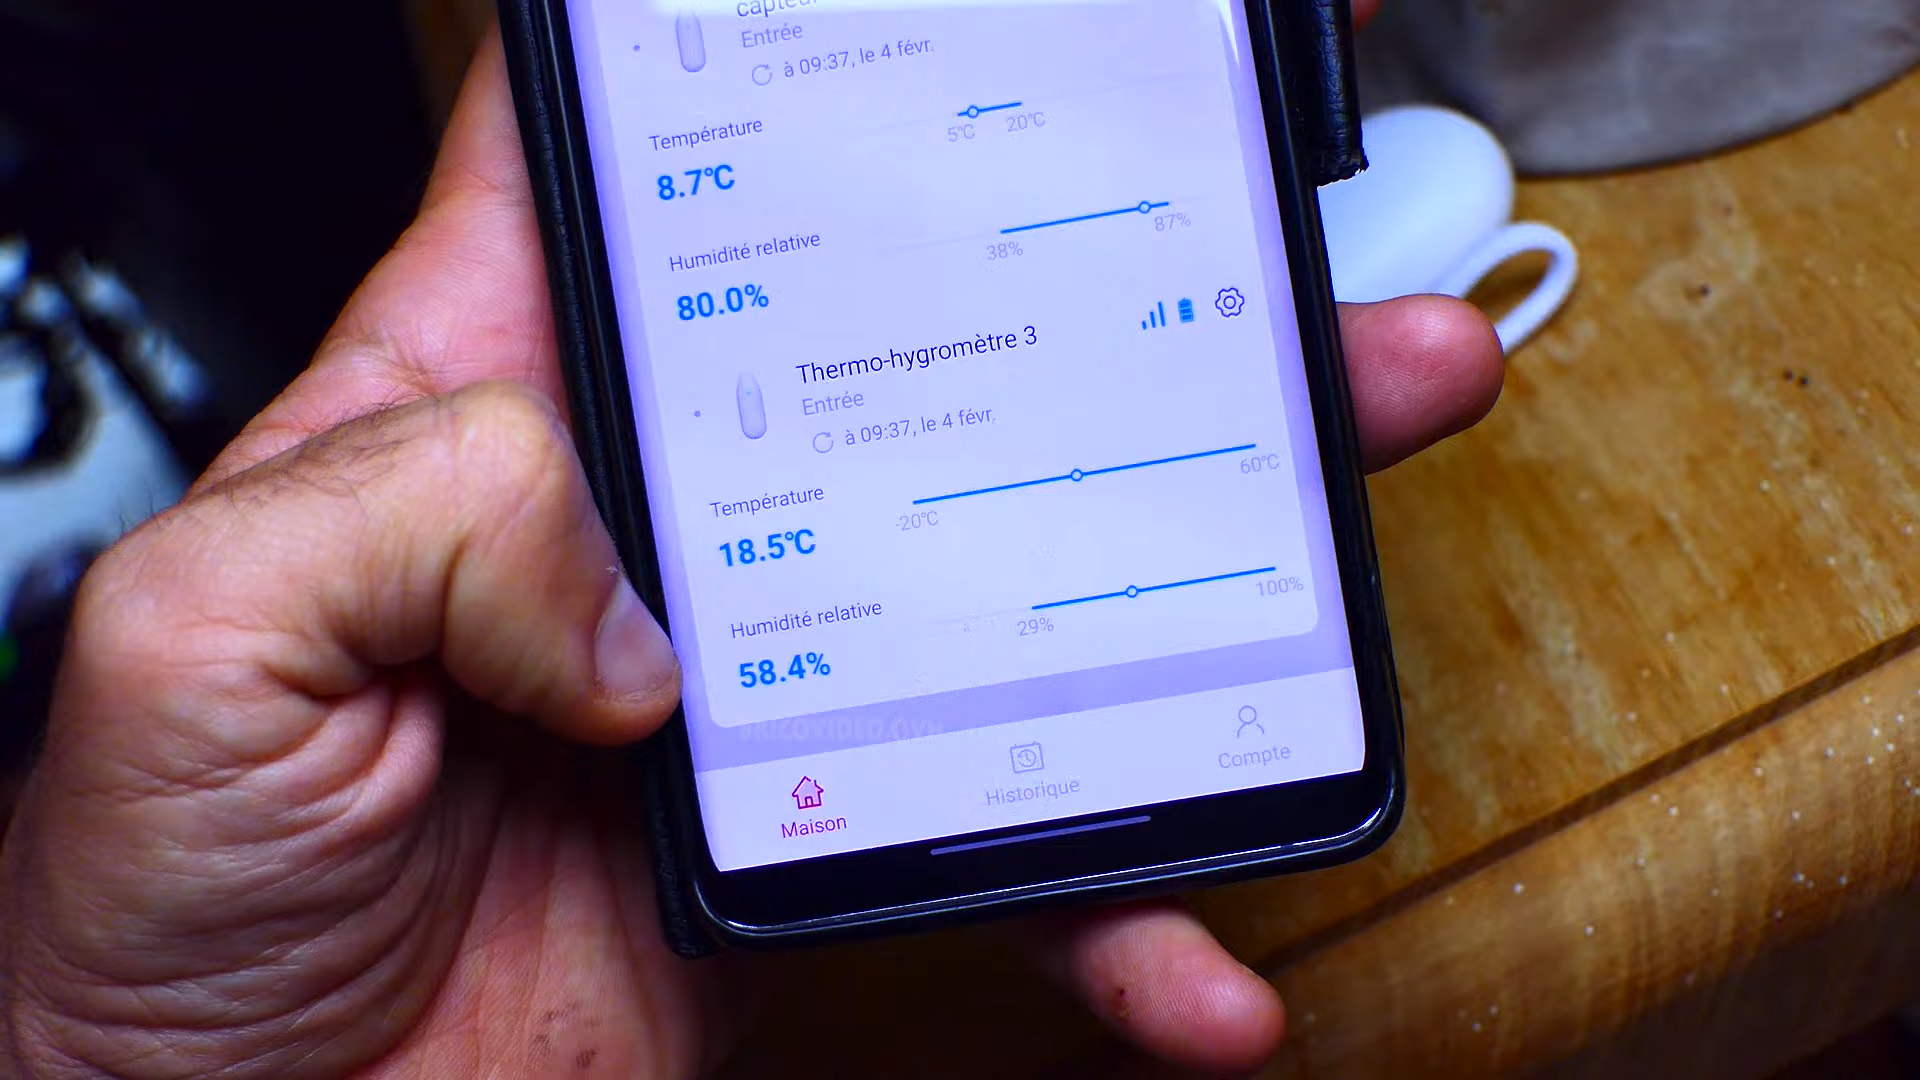 Entrée
à 09:37, le 4 févr.
Température
8.7°C
5°C
20°C
Humidité relative
80.0%
38%
87%
Thermo-hygromètre 3
Entrée
à 09:37, le 4 févr.
Température
18.5°C
-20°C
60°C
Humidité relative
58.4%
29%
100%
Maison
Historique
Compte